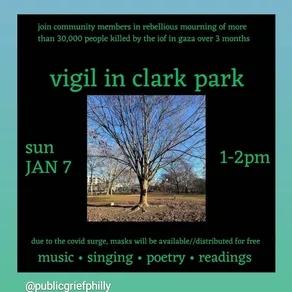 join community members in rebellious mourning of more
than 30,000 people killed by the iof in gaza over 3 months
vigil in clark park
sun
JAN 7
1-2pm
due to the covid surge, masks will be available//distributed for free
music • singing • poetry • readings
@publicgriefphilly